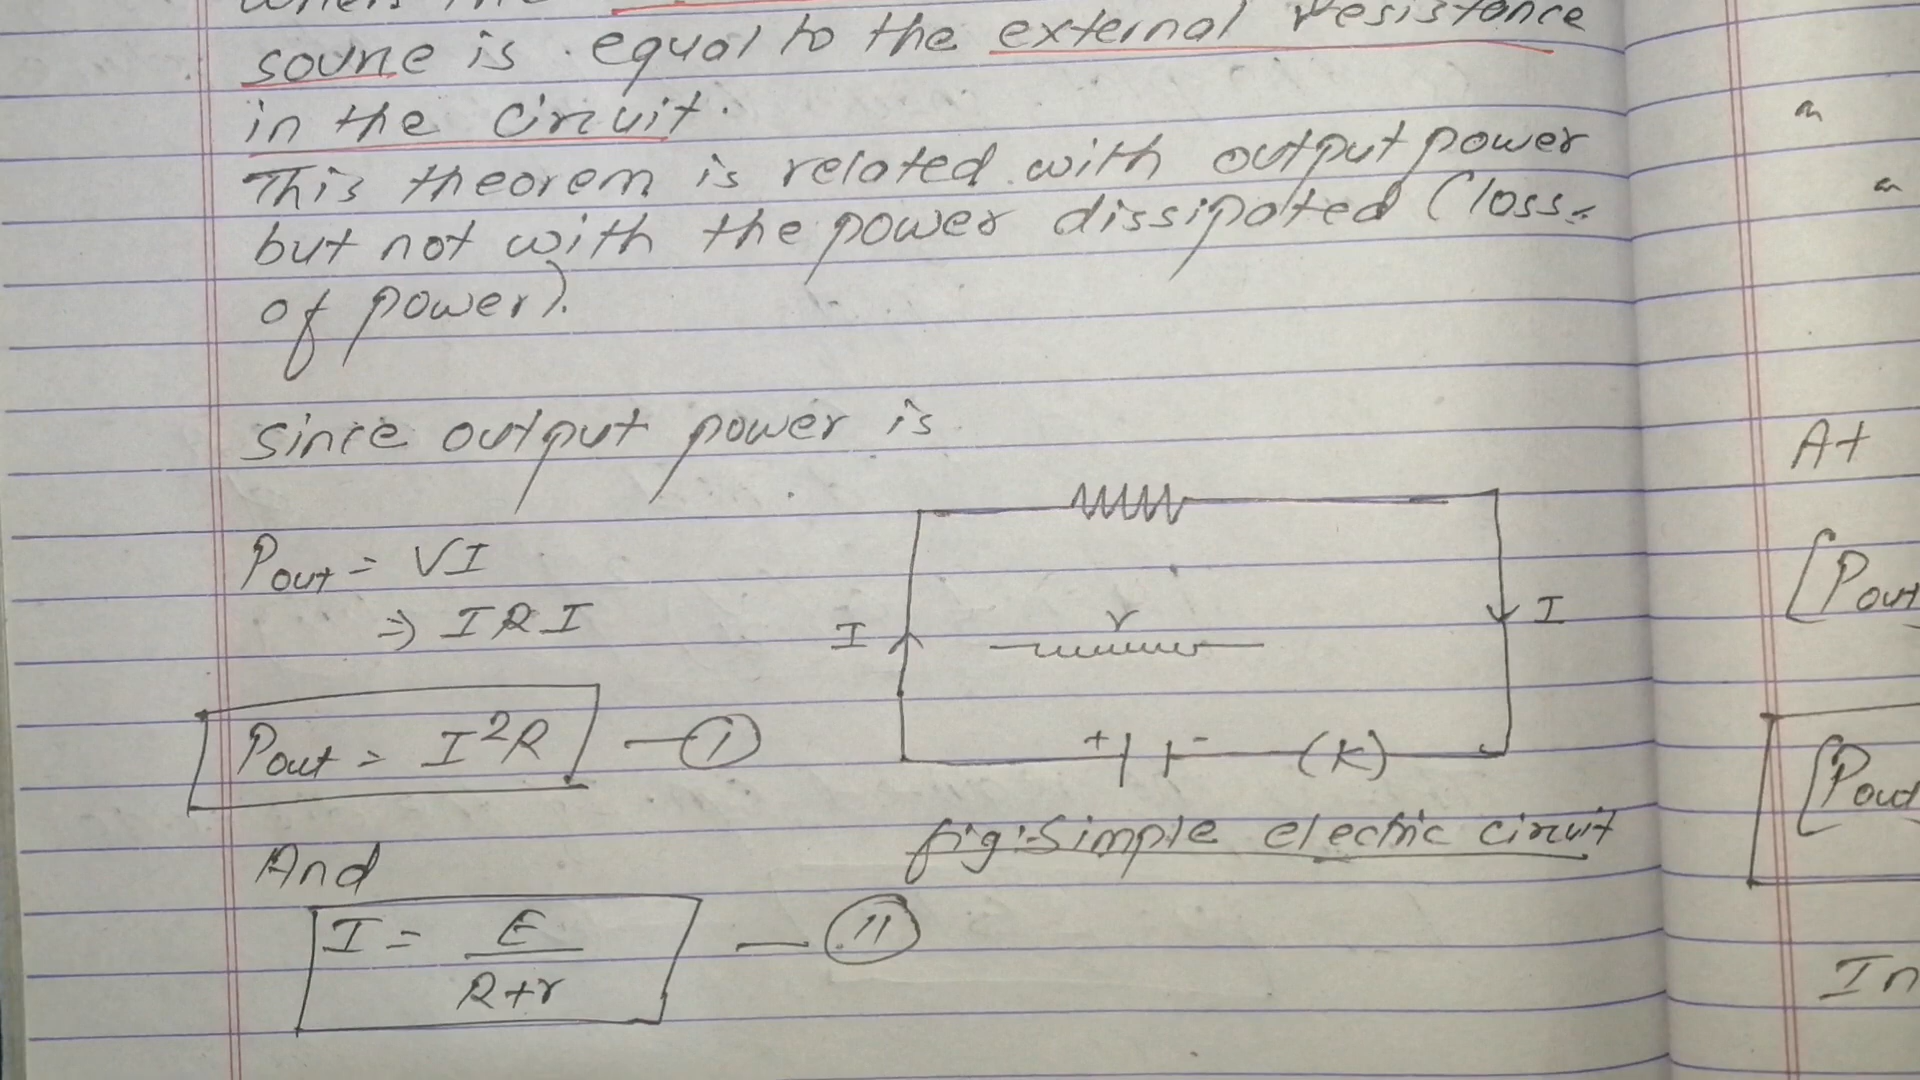 source is equal to the external resistance
in the circuit.
This theorem is related with output power
but not with the power dissipated (loss
of power).
since output power is
Pout = VI
⇒ IRI
Pout = I²R — (i)
I
r
I
+ - (K)
fig:- Simple electric circuit
And
I = E / R+r — (ii)
At
[Pout
[Pout
In